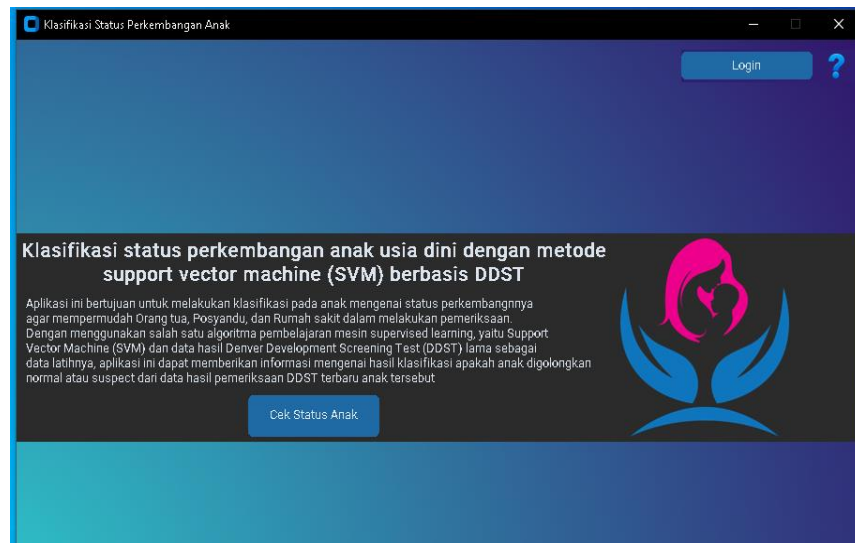 Klasifikasi Status Perkembangan Anak
Login
?
Klasifikasi status perkembangan anak usia dini dengan metode
support vector machine (SVM) berbasis DDST
Aplikasi ini bertujuan untuk melakukan klasifikasi pada anak mengenai status perkembangnnya
agar mempermudah Orang tua, Posyandu, dan Rumah sakit dalam melakukan pemeriksaan.
Dengan menggunakan salah satu algoritma pembelajaran mesin supervised learning, yaitu Support
Vector Machine (SVM) dan data hasil Denver Development Screening Test (DDST) lama sebagai
data latihnya, aplikasi ini dapat memberikan informasi mengenai hasil klasifikasi apakah anak digolongkan
normal atau suspect dari data hasil pemeriksaan DDST terbaru anak tersebut
Cek Status Anak